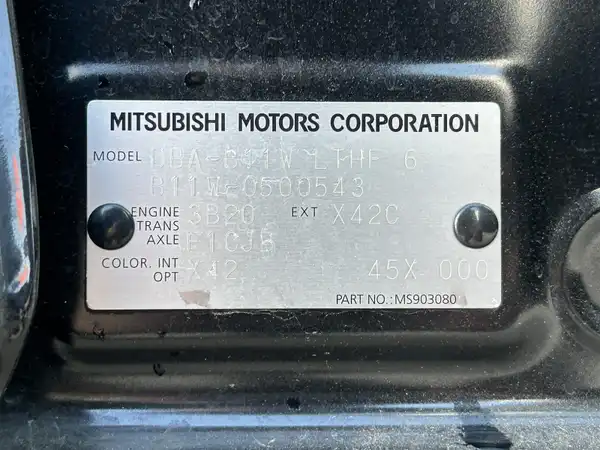 MITSUBISHI MOTORS CORPORATION
MODEL DBA-B11W LTHF 6
B11W-0500543
ENGINE 3B20 EXT X42C
TRANS
AXLE F1CJB
COLOR, INT X42 45X 000
OPT
PART NO.:MS903080